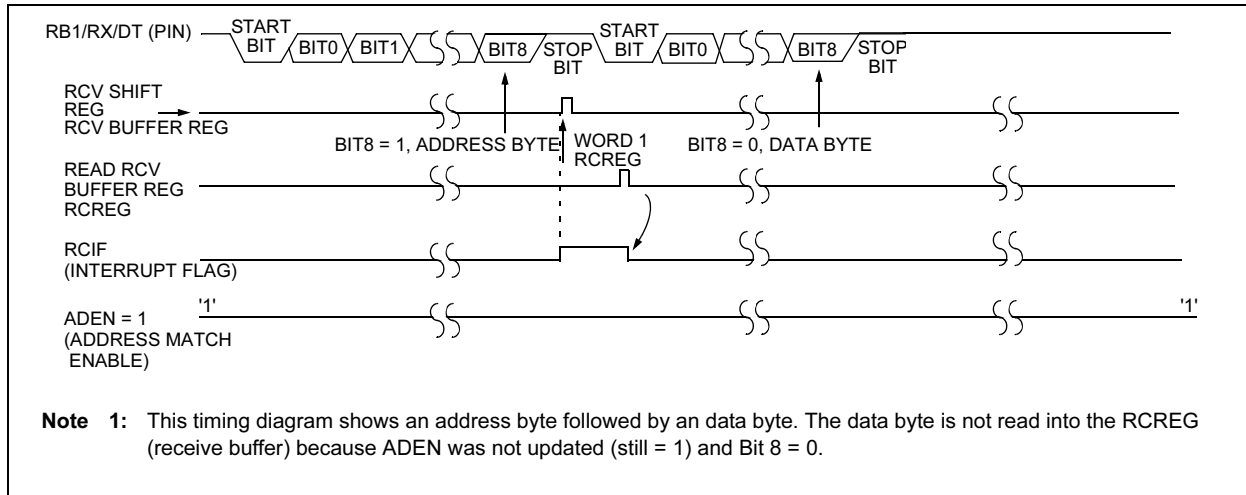 RB1/RX/DT (PIN)
START
BIT
BIT0
BIT1
BIT8
STOP
BIT
START
BIT
BIT0
BIT8
STOP
BIT
RCV SHIFT
REG
RCV BUFFER REG
BIT8 = 1, ADDRESS BYTE
WORD 1
RCREG
BIT8 = 0, DATA BYTE
READ RCV
BUFFER REG
RCREG
RCIF
(INTERRUPT FLAG)
'1'
'1'
ADEN = 1
(ADDRESS MATCH
ENABLE)
Note 1: This timing diagram shows an address byte followed by an data byte. The data byte is not read into the RCREG
(receive buffer) because ADEN was not updated (still = 1) and Bit 8 = 0.